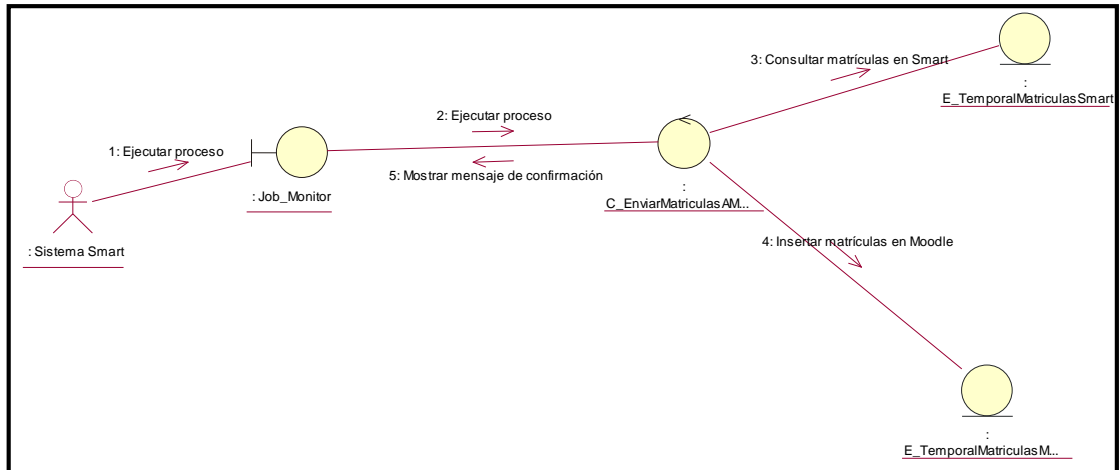 3: Consultar matrículas en Smart
:
E_TemporalMatriculasSmart
2: Ejecutar proceso
1: Ejecutar proceso
5: Mostrar mensaje de confirmación
: Job_Monitor
:
C_EnviarMatriculasAM...
: Sistema Smart
4: Insertar matrículas en Moodle
:
E_TemporalMatriculasM...